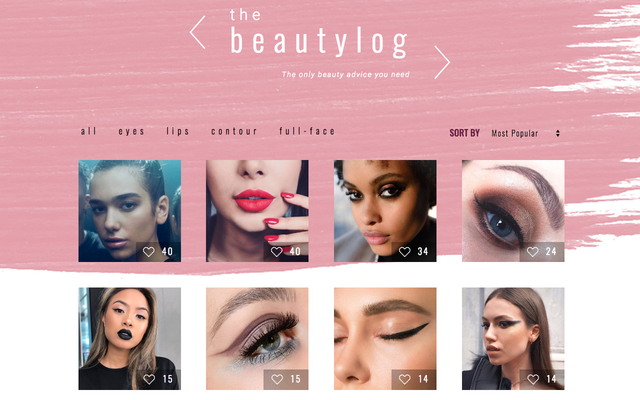 the
beautylog
The only beauty advice you need
all eyes lips contour full-face
SORT BY Most Popular
40 40 34 24
15 15 14 14